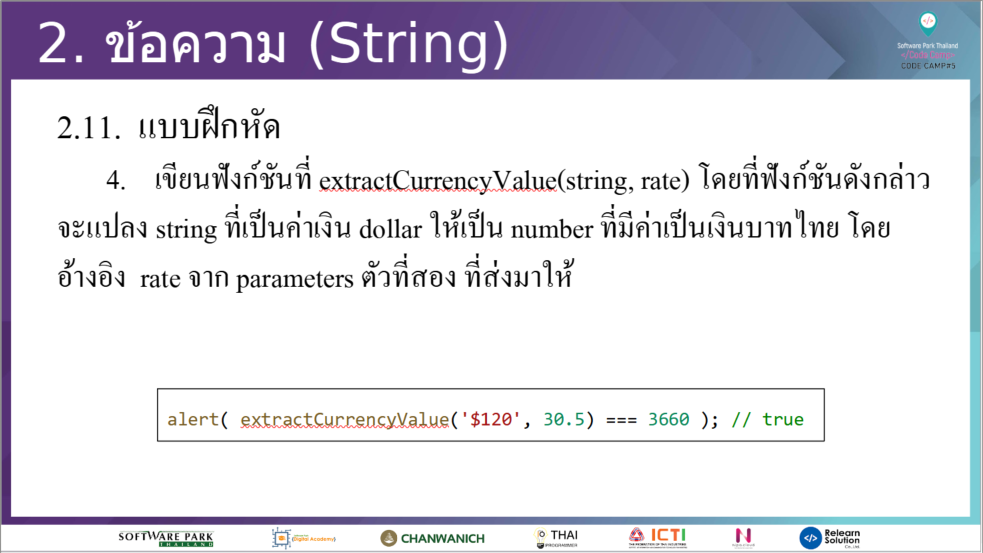 2. ข้อความ (String)
Software Park Thailand
CODE CAMP#5
2.11. แบบฝึกหัด
4. เขียนฟังก์ชันที่ extractCurrencyValue(string, rate) โดยที่ฟังก์ชันดังกล่าว
จะแปลง string ที่เป็นค่าเงิน dollar ให้เป็น number ที่มีค่าเป็นเงินบาทไทย โดย
อ้างอิง rate จาก parameters ตัวที่สอง ที่ส่งมาให้
alert( extractCurrencyValue('$120', 30.5) === 3660 ); // true
SOFTWARE PARK
THAILAND
Digital Academy
CHANWANICH
THAI
PROGRAMMER
ICTI
N
Relearn
Solution
Co., Ltd.